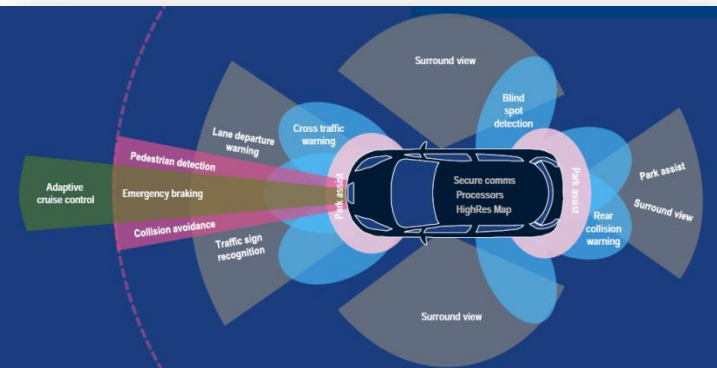 Surround view
Blind
spot
detection
Lane departure
warning
Cross traffic
warning
Pedestrian detection
Adaptive
cruise control
Emergency braking
Park assist
Secure comms
Processors
HighRes Map
Park assist
Park assist
Surround view
Rear
collision
warning
Collision avoidance
Traffic sign
recognition
Surround view